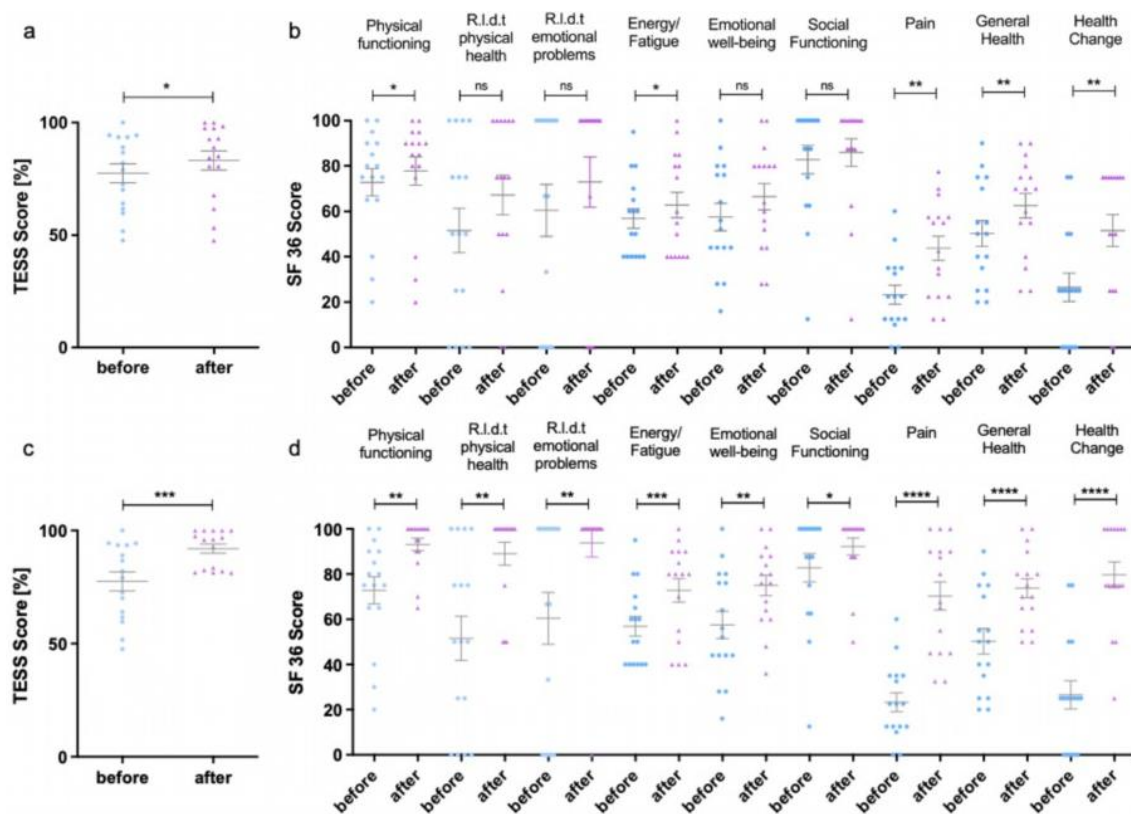 a
*
TESS Score [%]
100
50
0
before after
b
Physical
functioning
R.l.d.t
physical
health
R.l.d.t
emotional
problems
Energy/
Fatigue
Emotional
well-being
Social
Functioning
Pain
General
Health
Health
Change
* ns ns * ns ns ** ** **
SF 36 Score
100
80
60
40
20
0
before after before after before after before after before after before after before after before after before after
c
***
TESS Score [%]
100
50
0
before after
d
Physical
functioning
R.l.d.t
physical
health
R.l.d.t
emotional
problems
Energy/
Fatigue
Emotional
well-being
Social
Functioning
Pain
General
Health
Health
Change
** ** ** *** ** * **** **** ****
SF 36 Score
100
80
60
40
20
0
before after before after before after before after before after before after before after before after before after